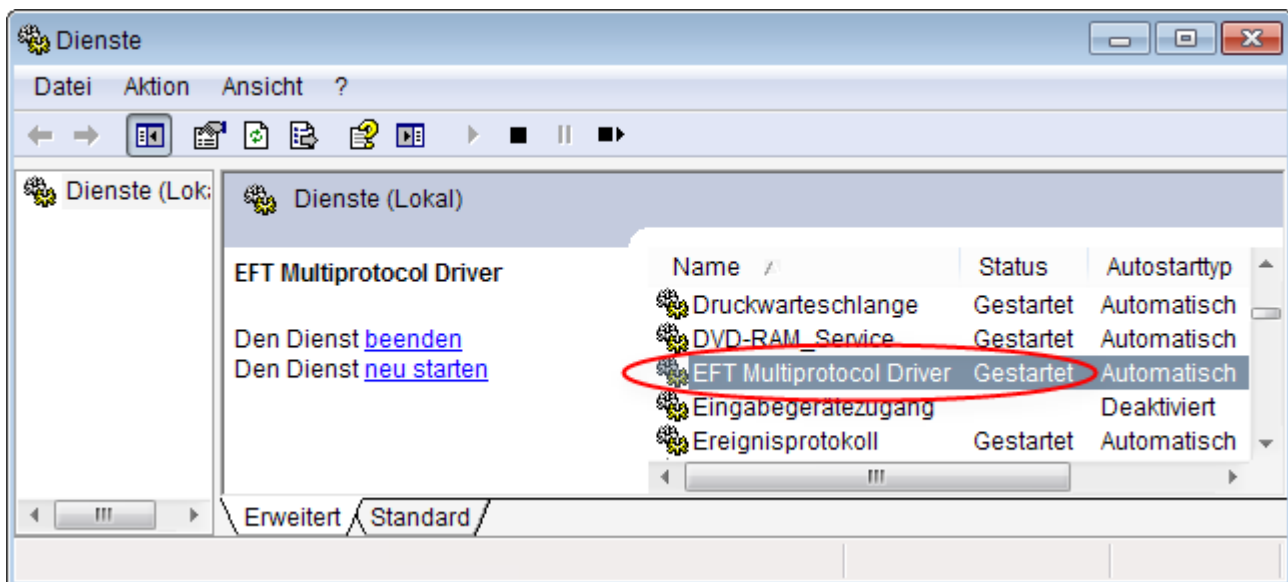 Dienste
Datei Aktion Ansicht ?
Dienste (Lok
Dienste (Lokal)
EFT Multiprotocol Driver
Den Dienst beenden
Den Dienst neu starten
Name Status Autostarttyp
Druckwarteschlange Gestartet Automatisch
DVD-RAM_Service Gestartet Automatisch
EFT Multiprotocol Driver Gestartet Automatisch
Eingabegerätezugang Deaktiviert
Ereignisprotokoll Gestartet Automatisch
Erweitert Standard